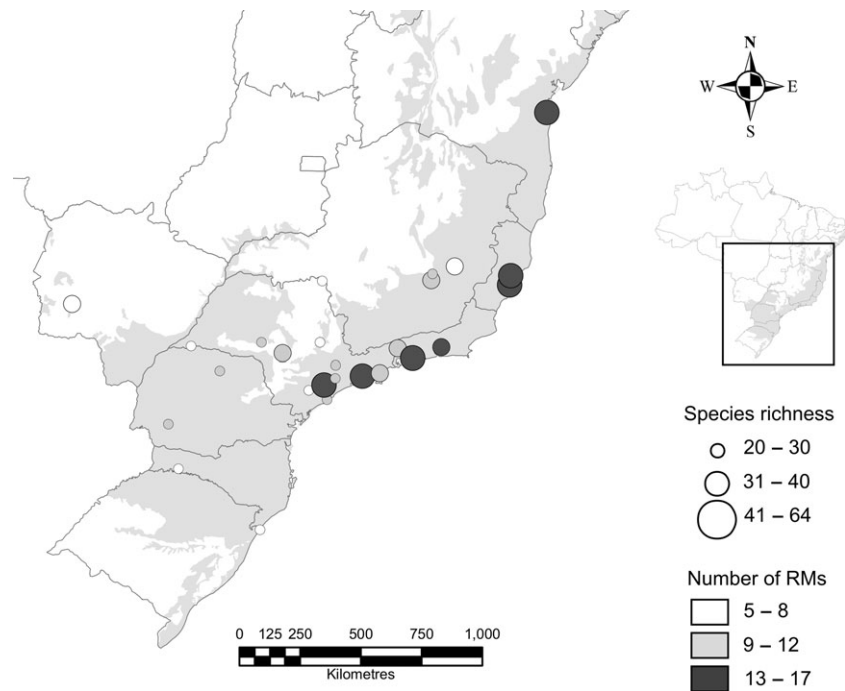 N
W E
S
Species richness
20 – 30
31 – 40
41 – 64
Number of RMs
5 – 8
9 – 12
13 – 17
0 125 250 500 750 1,000
Kilometres